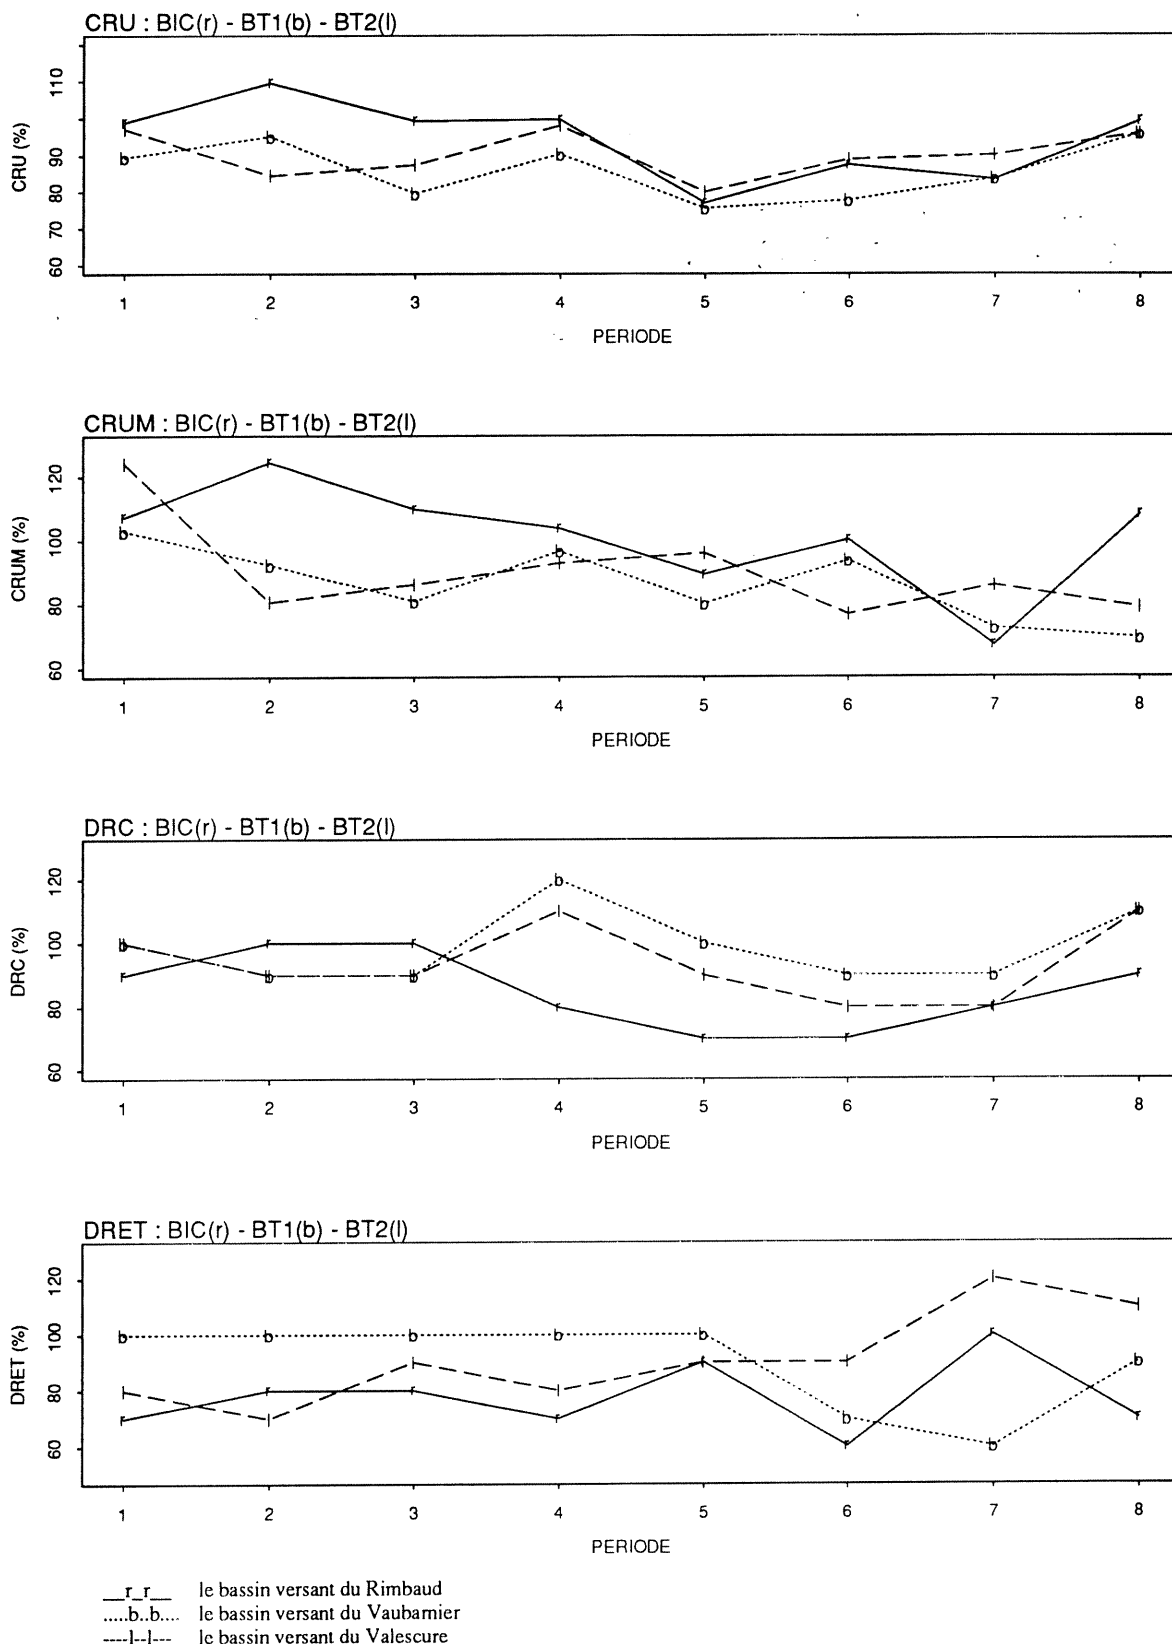 CRU : BIC(r) - BT1(b) - BT2(l)
CRU (%)
110
90
80
70
60
1 2 3 4 5 6 7 8
PERIODE
CRUM : BIC(r) - BT1(b) - BT2(l)
CRUM (%)
120
100
80
60
1 2 3 4 5 6 7 8
PERIODE
DRC : BIC(r) - BT1(b) - BT2(l)
DRC (%)
120
100
80
60
1 2 3 4 5 6 7 8
PERIODE
DRET : BIC(r) - BT1(b) - BT2(l)
DRET (%)
120
100
80
60
1 2 3 4 5 6 7 8
PERIODE
__r_r__ le bassin versant du Rimbaud
.....b..b.... le bassin versant du Vaubarnier
----l--l--- le bassin versant du Valescure